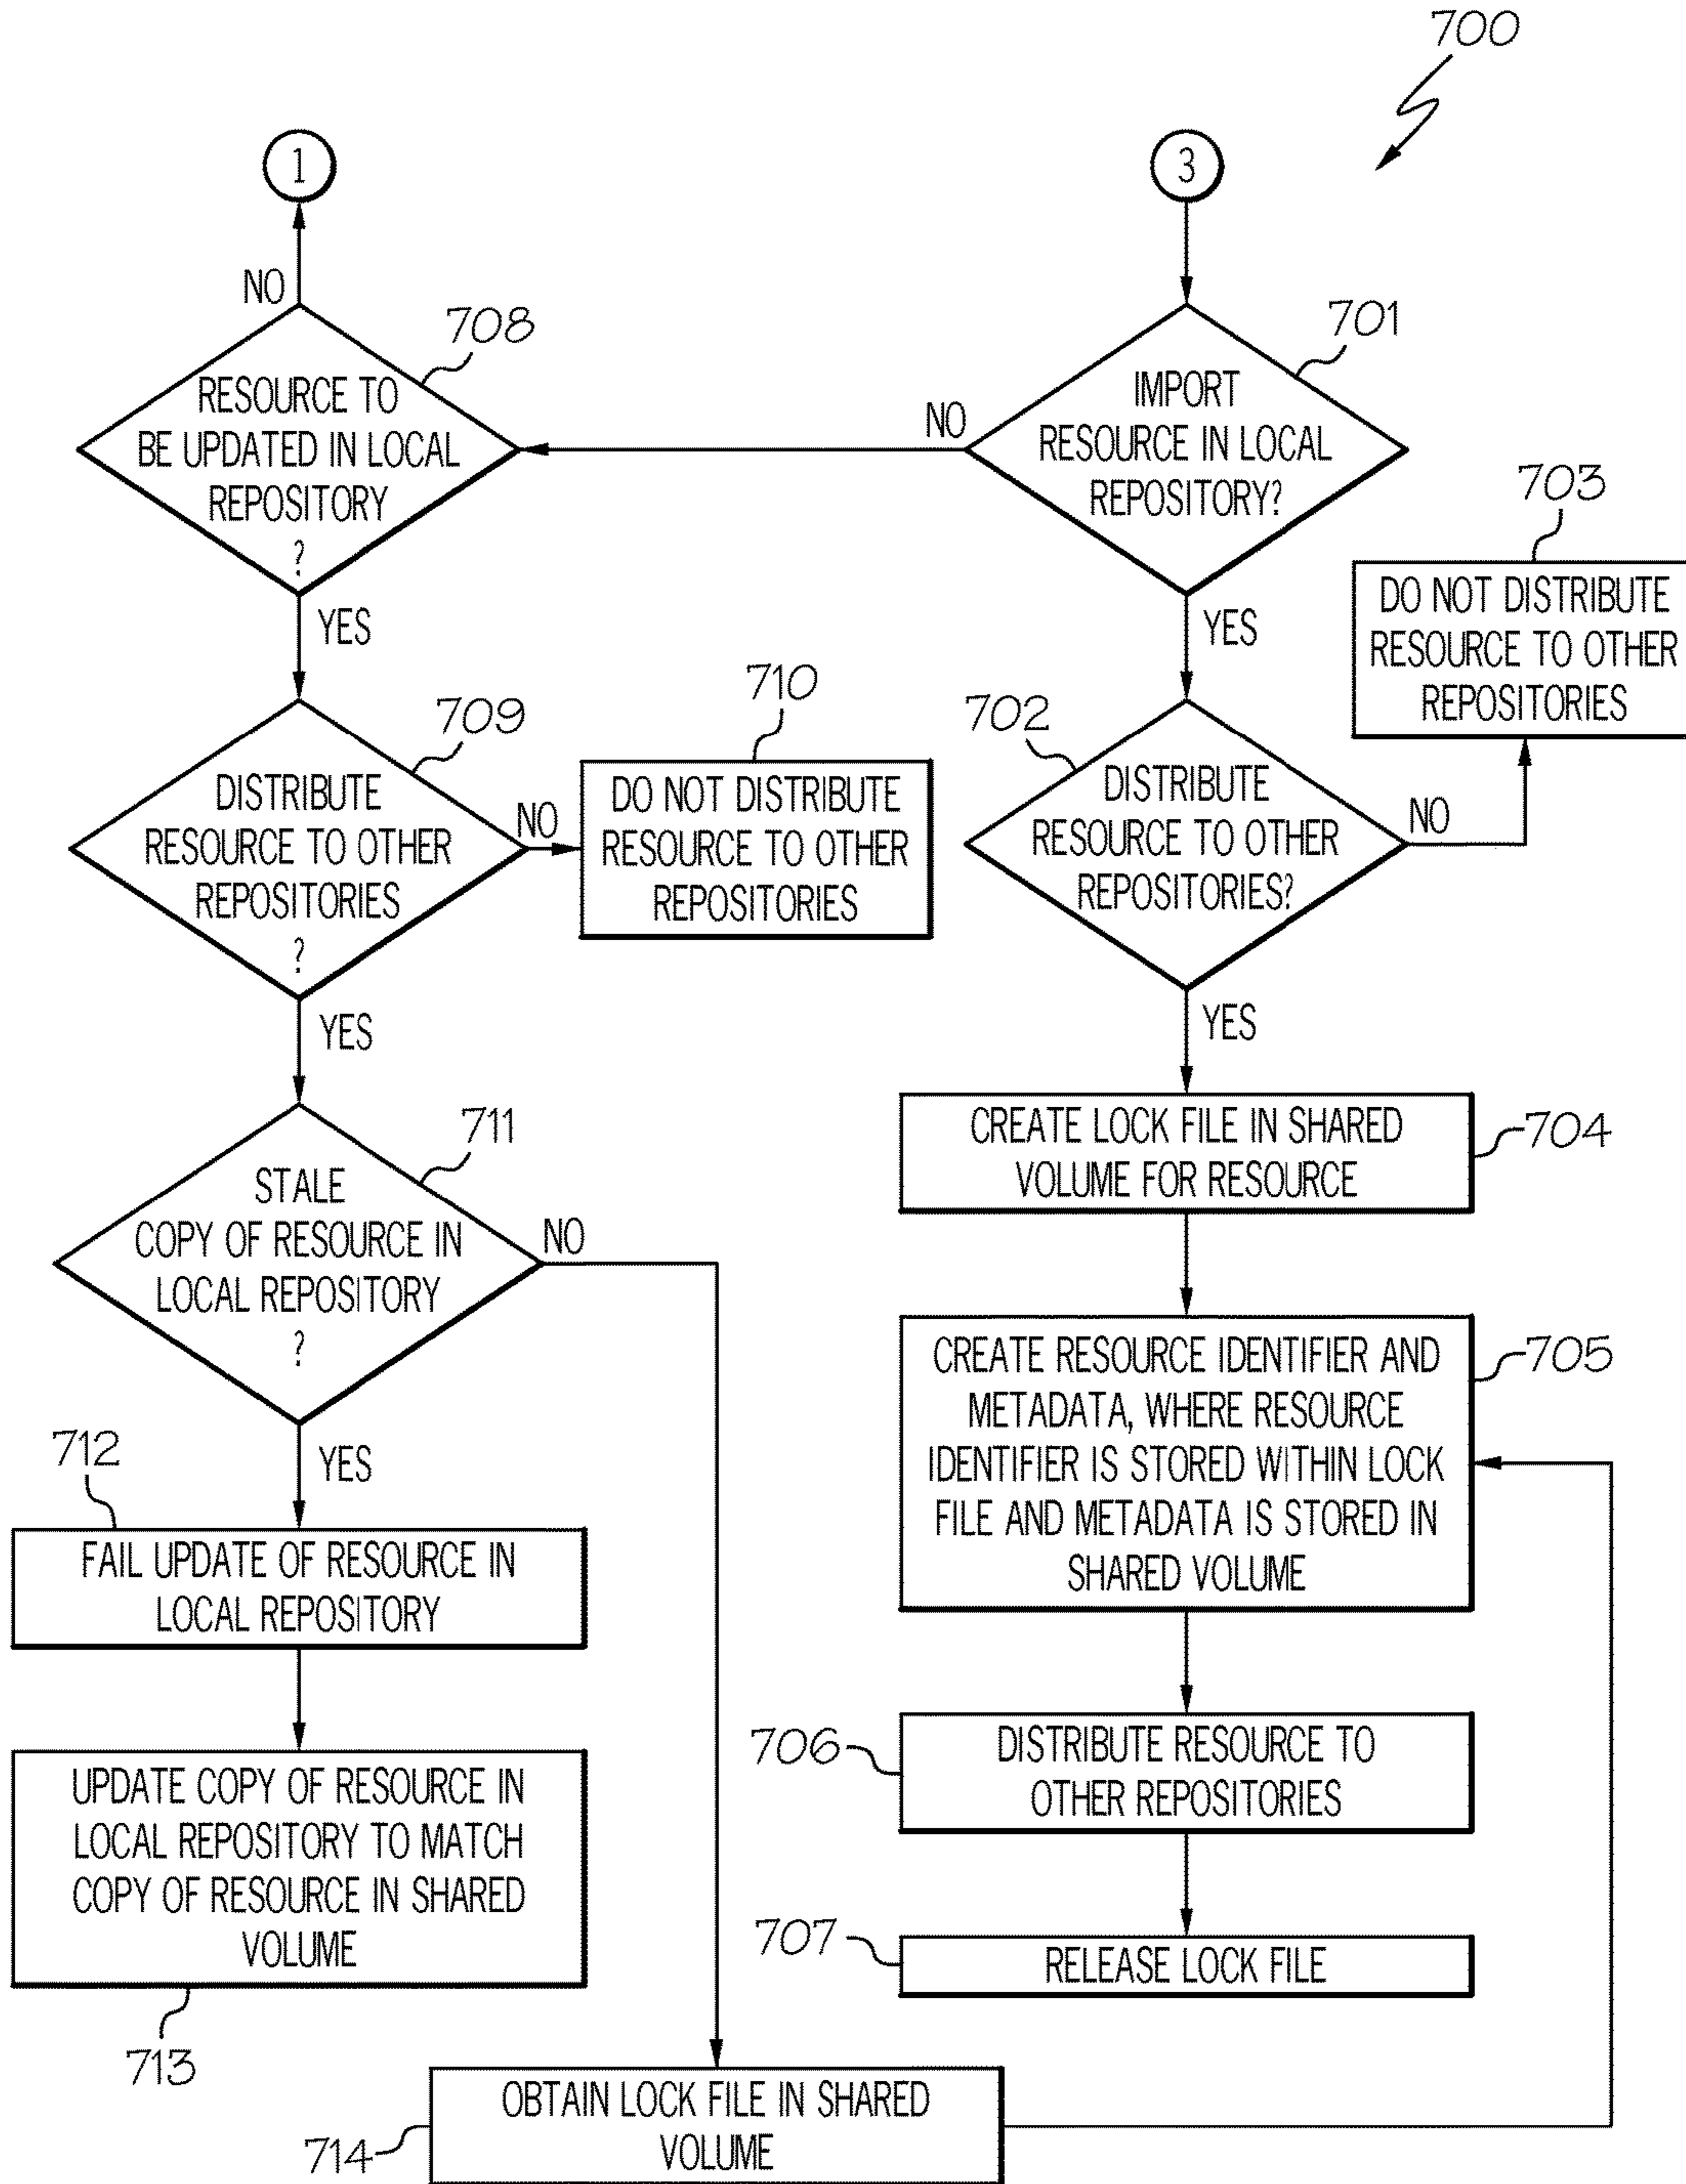 700
1
3
NO
708
RESOURCE TO
BE UPDATED IN LOCAL
REPOSITORY
?
YES
NO
701
IMPORT
RESOURCE IN LOCAL
REPOSITORY?
YES
703
DO NOT DISTRIBUTE
RESOURCE TO OTHER
REPOSITORIES
709
DISTRIBUTE
RESOURCE TO OTHER
REPOSITORIES
?
NO
YES
710
DO NOT DISTRIBUTE
RESOURCE TO OTHER
REPOSITORIES
702
DISTRIBUTE
RESOURCE TO OTHER
REPOSITORIES?
NO
YES
711
STALE
COPY OF RESOURCE IN
LOCAL REPOSITORY
?
NO
YES
CREATE LOCK FILE IN SHARED
VOLUME FOR RESOURCE
704
CREATE RESOURCE IDENTIFIER AND
METADATA, WHERE RESOURCE
IDENTIFIER IS STORED WITHIN LOCK
FILE AND METADATA IS STORED IN
SHARED VOLUME
705
712
FAIL UPDATE OF RESOURCE IN
LOCAL REPOSITORY
706
DISTRIBUTE RESOURCE TO
OTHER REPOSITORIES
UPDATE COPY OF RESOURCE IN
LOCAL REPOSITORY TO MATCH
COPY OF RESOURCE IN SHARED
VOLUME
713
707
RELEASE LOCK FILE
OBTAIN LOCK FILE IN SHARED
VOLUME
714